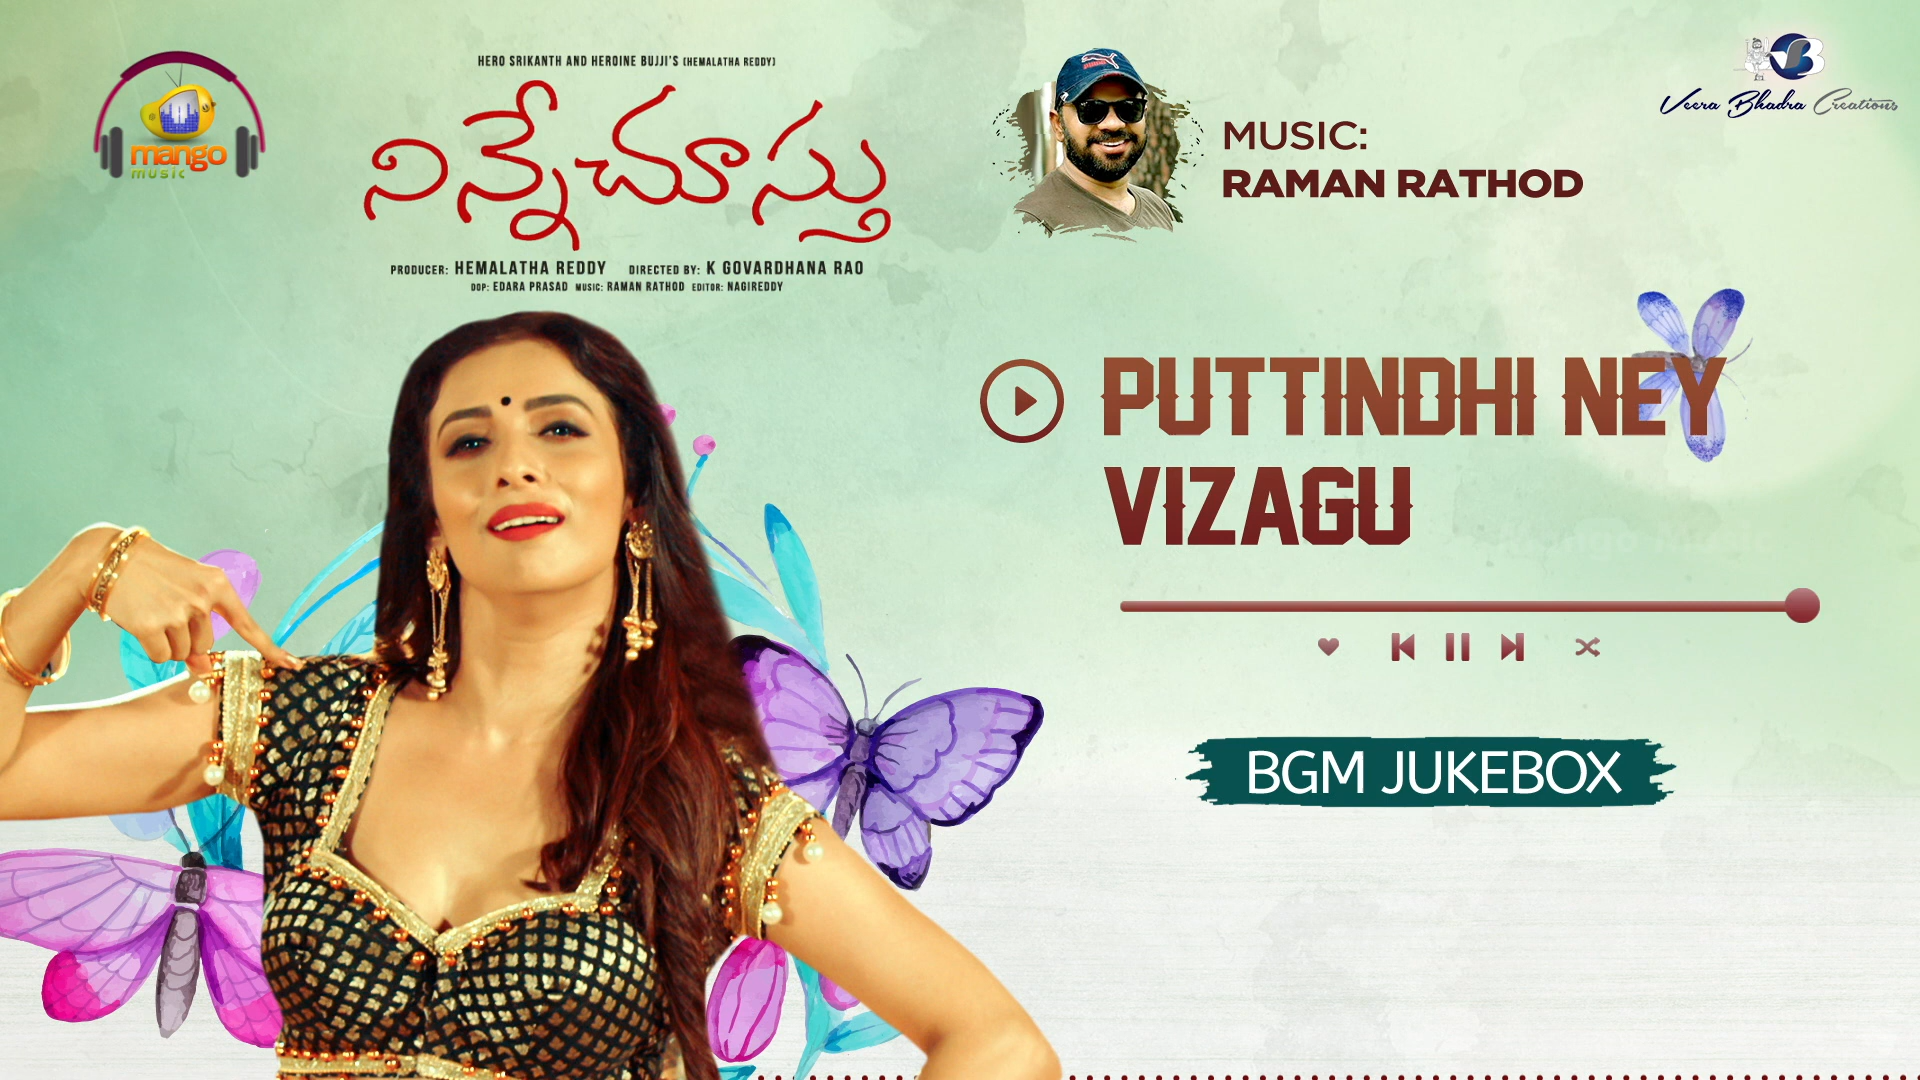 HERO SRIKANTH AND HEROINE BUJJI'S (HEMALATHA REDDY)
నిన్నేచూస్తు
PRODUCER: HEMALATHA REDDY DIRECTED BY: K GOVARDHANA RAO
DOP: EDARA PRASAD MUSIC: RAMAN RATHOD EDITOR: NAGIREDDY
mango
music
MUSIC:
RAMAN RATHOD
VB
Veera Bhadra Creations
PUTTINDHI NEY
VIZAGU
BGM JUKEBOX